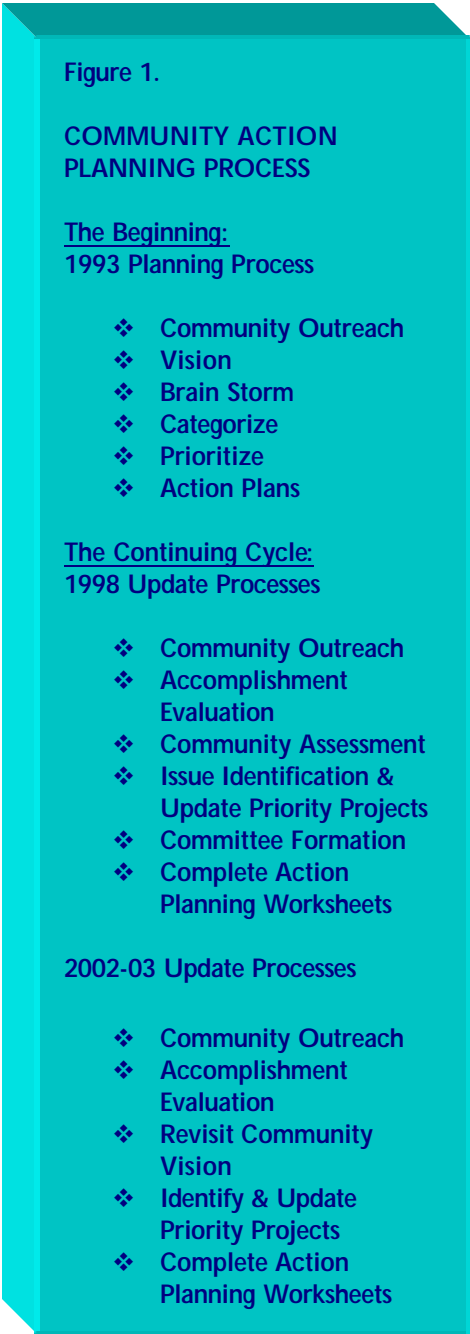 Figure 1.
COMMUNITY ACTION
PLANNING PROCESS
The Beginning:
1993 Planning Process
❖ Community Outreach
❖ Vision
❖ Brain Storm
❖ Categorize
❖ Prioritize
❖ Action Plans
The Continuing Cycle:
1998 Update Processes
❖ Community Outreach
❖ Accomplishment
Evaluation
❖ Community Assessment
❖ Issue Identification &
Update Priority Projects
❖ Committee Formation
❖ Complete Action
Planning Worksheets
2002-03 Update Processes
❖ Community Outreach
❖ Accomplishment
Evaluation
❖ Revisit Community
Vision
❖ Identify & Update
Priority Projects
❖ Complete Action
Planning Worksheets